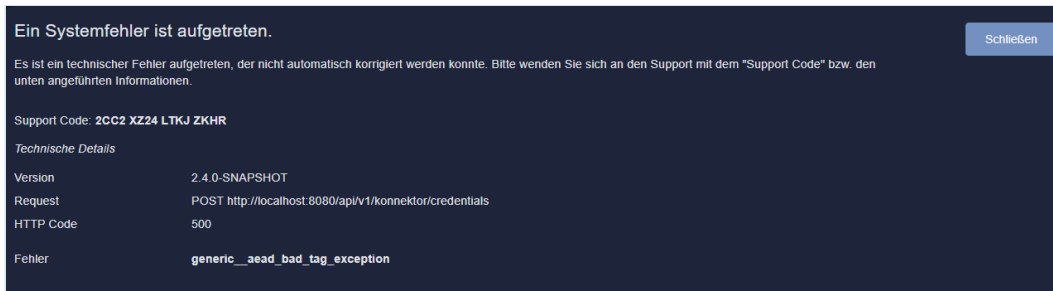 Ein Systemfehler ist aufgetreten.
Schließen
Es ist ein technischer Fehler aufgetreten, der nicht automatisch korrigiert werden konnte. Bitte wenden Sie sich an den Support mit dem "Support Code" bzw. den
unten angeführten Informationen.
Support Code: 2CC2 XZ24 LTKJ ZKHR
Technische Details
Version 2.4.0-SNAPSHOT
Request POST http://localhost:8080/api/v1/konnektor/credentials
HTTP Code 500
Fehler generic__aead_bad_tag_exception